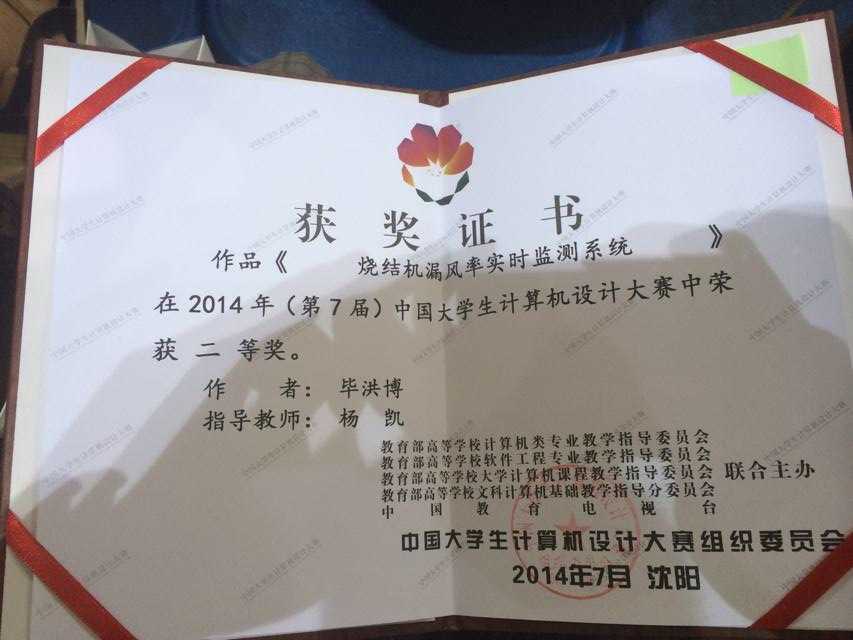 获奖证书
作品《 烧结机漏风率实时监测系统 》
在 2014 年（第 7 届）中国大学生计算机设计大赛中荣
获 二 等奖。
作 者： 毕洪博
指导教师： 杨 凯
教育部高等学校计算机类专业教学指导委员会
教育部高等学校软件工程专业教学指导委员会
教育部高等学校大学计算机课程教学指导委员会 联合主办
教育部高等学校文科计算机基础教学指导分委员会
中国教育电视台
中国大学生计算机设计大赛组织委员会
2014年7月 沈阳